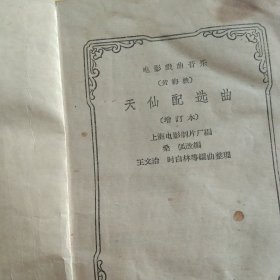 电影戏曲音乐
(黄梅戏)
天仙配选曲
(增订本)
上海电影制片厂编
桑弧改编
王文治 时白林等编曲整理